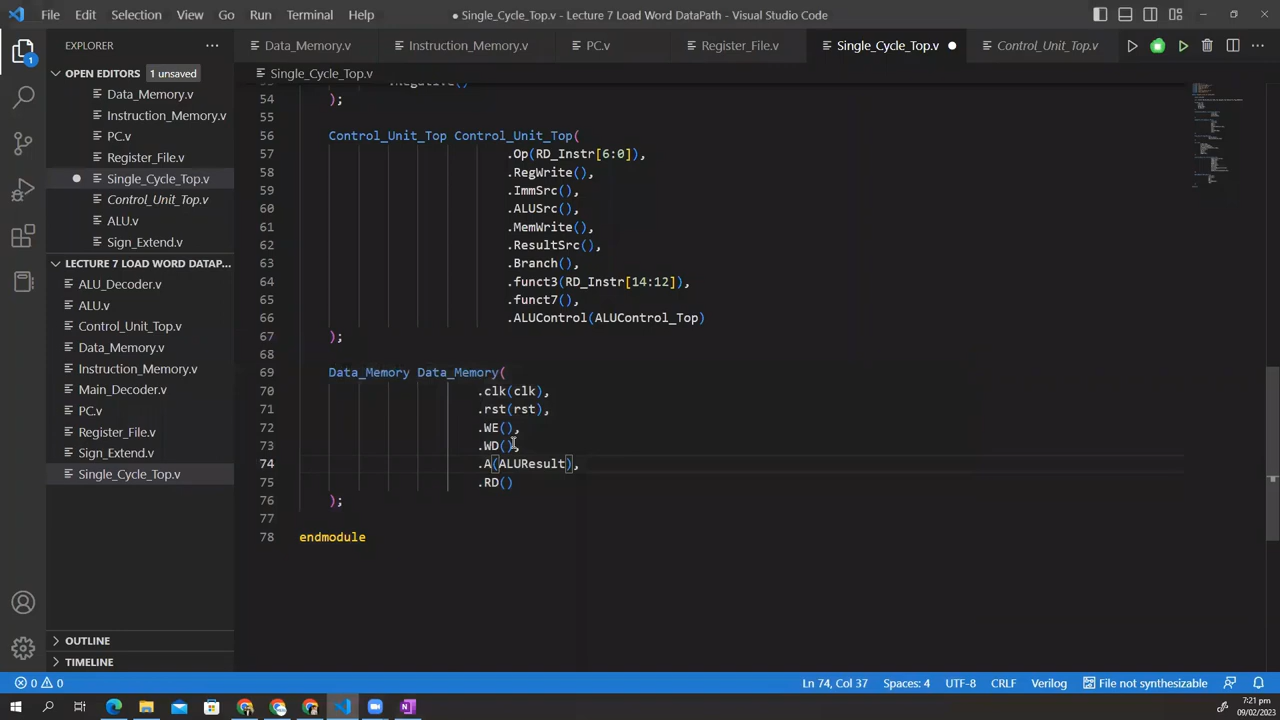 File Edit Selection View Go Run Terminal Help
● Single_Cycle_Top.v - Lecture 7 Load Word DataPath - Visual Studio Code
EXPLORER
Data_Memory.v Instruction_Memory.v PC.v Register_File.v Single_Cycle_Top.v Control_Unit_Top.v
OPEN EDITORS 1 unsaved
Data_Memory.v
Instruction_Memory.v
PC.v
Register_File.v
Single_Cycle_Top.v
Control_Unit_Top.v
ALU.v
Sign_Extend.v
LECTURE 7 LOAD WORD DATAP...
ALU_Decoder.v
ALU.v
Control_Unit_Top.v
Data_Memory.v
Instruction_Memory.v
Main_Decoder.v
PC.v
Register_File.v
Sign_Extend.v
Single_Cycle_Top.v
OUTLINE
TIMELINE
1
Single_Cycle_Top.v
53 .Negative()
54 );
55
56 Control_Unit_Top Control_Unit_Top(
57 .Op(RD_Instr[6:0]),
58 .RegWrite(),
59 .ImmSrc(),
60 .ALUSrc(),
61 .MemWrite(),
62 .ResultSrc(),
63 .Branch(),
64 .funct3(RD_Instr[14:12]),
65 .funct7(),
66 .ALUControl(ALUControl_Top)
67 );
68
69 Data_Memory Data_Memory(
70 .clk(clk),
71 .rst(rst),
72 .WE(),
73 .WD(),
74 .A(ALUResult),
75 .RD()
76 );
77
78 endmodule
0 0 Ln 74, Col 37 Spaces: 4 UTF-8 CRLF Verilog File not synthesizable
7:21 pm
09/02/2023